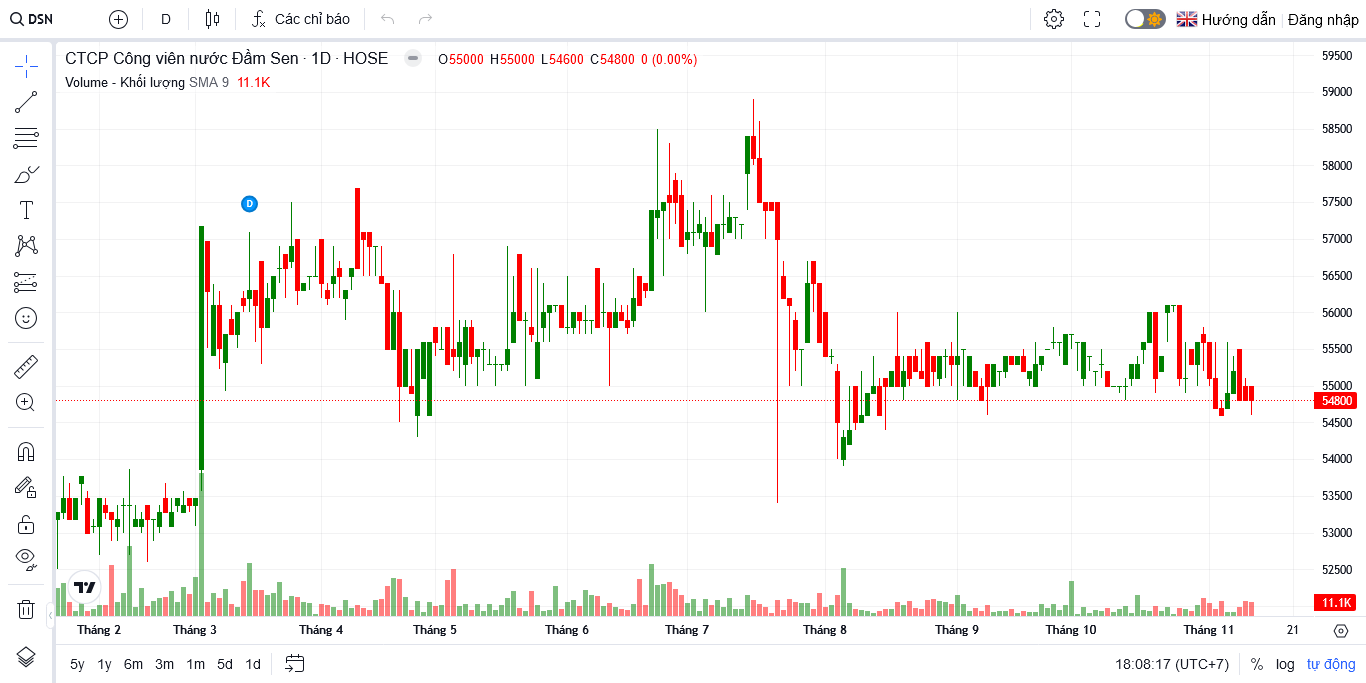 DSN D Các chỉ báo Hướng dẫn Đăng nhập
CTCP Công viên nước Đầm Sen · 1D · HOSE O55000 H55000 L54600 C54800 0 (0.00%)
Volume - Khối lượng SMA 9 11.1K
D
59500
59000
58500
58000
57500
57000
56500
56000
55500
55000
54800
54500
54000
53500
53000
52500
11.1K
Tháng 2 Tháng 3 Tháng 4 Tháng 5 Tháng 6 Tháng 7 Tháng 8 Tháng 9 Tháng 10 Tháng 11 21
5y 1y 6m 3m 1m 5d 1d 18:08:17 (UTC+7) % log tự động